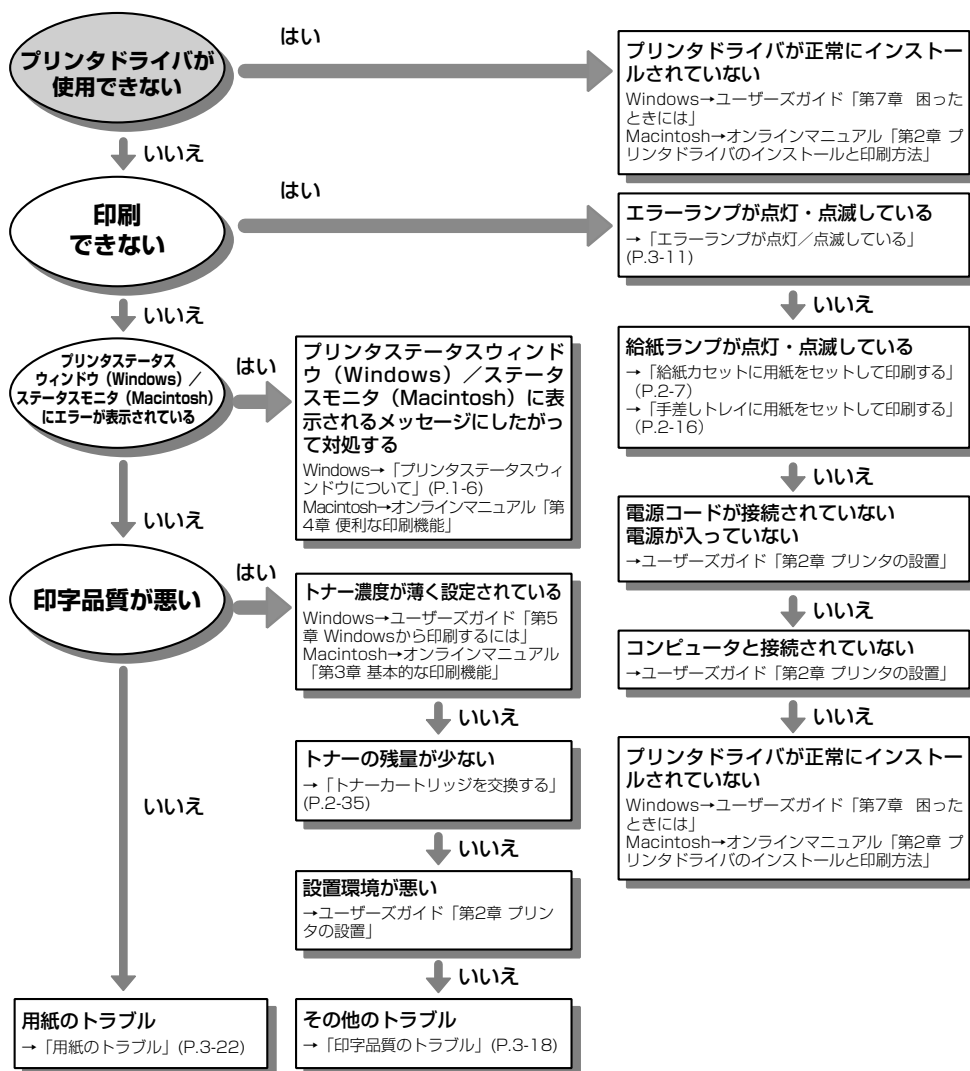 プリンタドライバが
使用できない
はい
プリンタドライバが正常にインストー
ルされていない
Windows→ユーザーズガイド「第7章 困った
ときには」
Macintosh→オンラインマニュアル「第2章 プ
リンタドライバのインストールと印刷方法」
いいえ
印刷
できない
はい
エラーランプが点灯・点滅している
→「エラーランプが点灯／点滅している」
(P.3-11)
いいえ
給紙ランプが点灯・点滅している
→「給紙カセットに用紙をセットして印刷する」
(P.2-7)
→「手差しトレイに用紙をセットして印刷する」
(P.2-16)
いいえ
電源コードが接続されていない
電源が入っていない
→ユーザーズガイド「第2章 プリンタの設置」
いいえ
コンピュータと接続されていない
→ユーザーズガイド「第2章 プリンタの設置」
いいえ
プリンタドライバが正常にインストー
ルされていない
Windows→ユーザーズガイド「第7章 困った
ときには」
Macintosh→オンラインマニュアル「第2章 プ
リンタドライバのインストールと印刷方法」
いいえ
プリンタステータス
ウィンドウ（Windows）／
ステータスモニタ（Macintosh）
にエラーが表示されている
はい
プリンタステータスウィンド
ウ（Windows）／ステータ
スモニタ（Macintosh）に表
示されるメッセージにしたがっ
て対処する
Windows→「プリンタステータスウィ
ンドウについて」(P.1-6)
Macintosh→オンラインマニュアル「第
4章 便利な印刷機能」
いいえ
印字品質が悪い
はい
トナー濃度が薄く設定されている
Windows→ユーザーズガイド「第5
章 Windowsから印刷するには」
Macintosh→オンラインマニュアル
「第3章 基本的な印刷機能」
いいえ
トナーの残量が少ない
→「トナーカートリッジを交換する」
(P.2-35)
いいえ
設置環境が悪い
→ユーザーズガイド「第2章 プリン
タの設置」
いいえ
その他のトラブル
→「印字品質のトラブル」(P.3-18)
いいえ
用紙のトラブル
→「用紙のトラブル」(P.3-22)